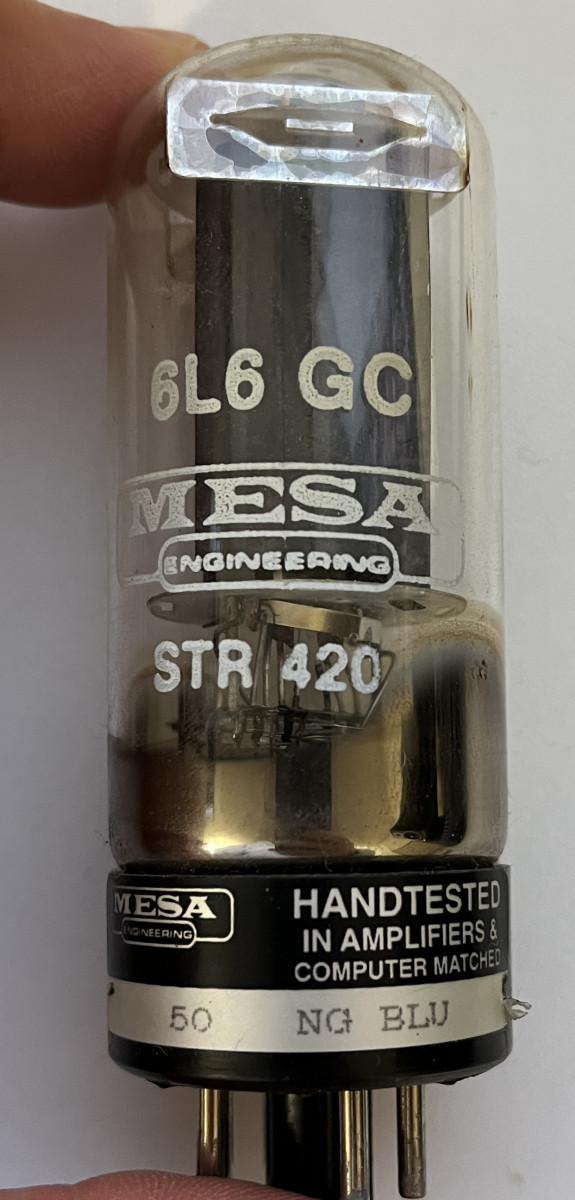 6L6 GC
MESA
ENGINEERING
STR 420
MESA
ENGINEERING
HANDTESTED
IN AMPLIFIERS &
COMPUTER MATCHED
50 NG BLU